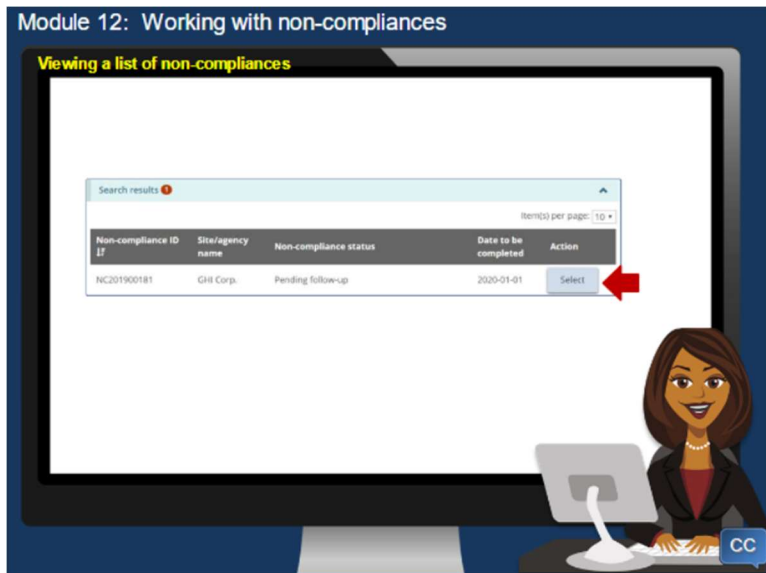 Module 12: Working with non-compliances
Viewing a list of non-compliances
Search results 1
Item(s) per page: 10
Non-compliance ID Site/agency name Non-compliance status Date to be completed Action
NC201900181 GHI Corp. Pending follow-up 2020-01-01 Select
CC